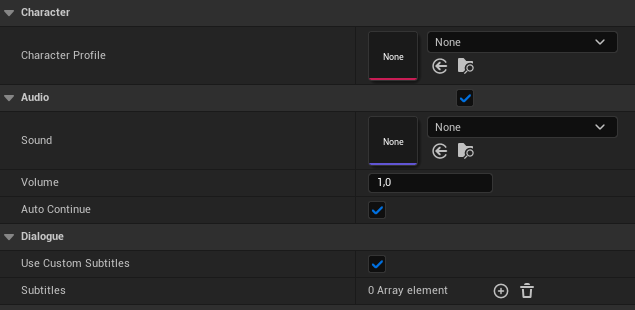 Character
Character Profile
None
None
Audio
Sound
None
None
Volume
1,0
Auto Continue
Dialogue
Use Custom Subtitles
Subtitles
0 Array element